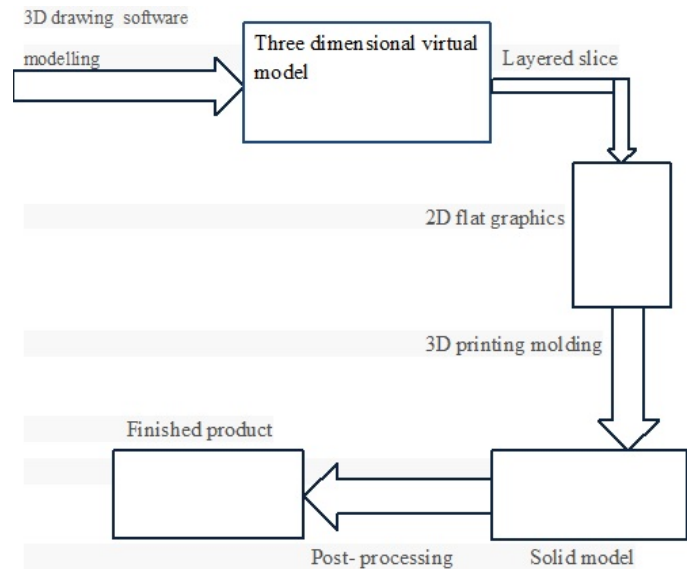 3D drawing software
modelling
Three dimensional virtual
model
Layered slice
2D flat graphics
3D printing molding
Finished product
Post- processing
Solid model